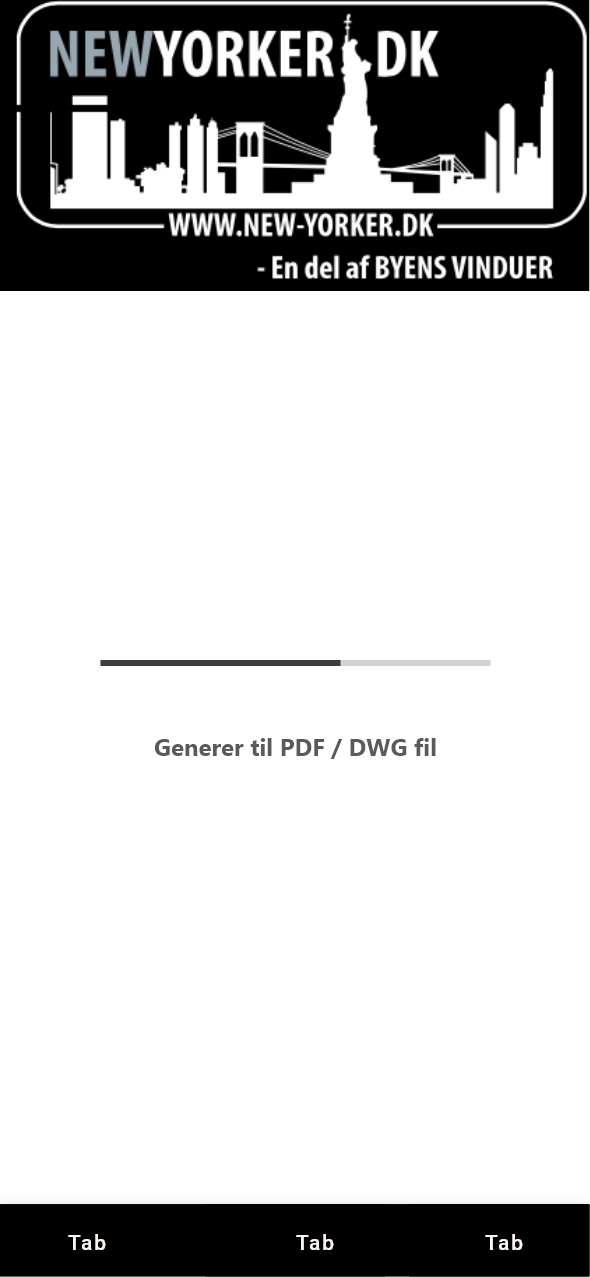 NEWYORKER.DK
WWW.NEW-YORKER.DK
- En del af BYENS VINDUER
Generer til PDF / DWG fil
Tab Tab Tab